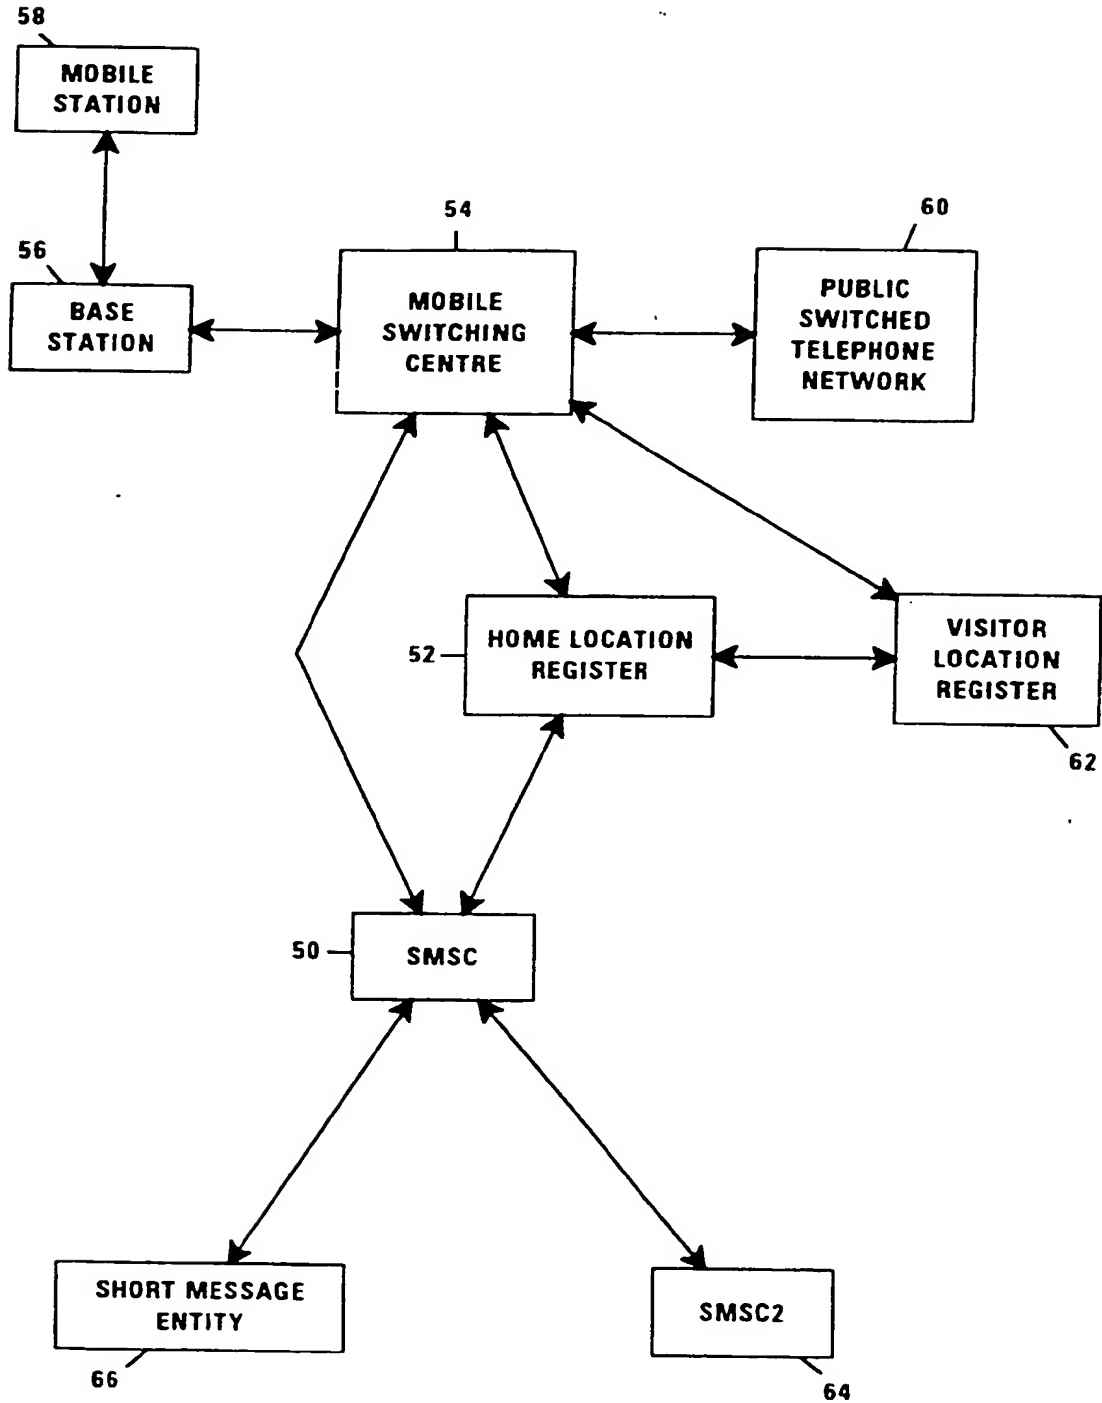 58
MOBILE
STATION
54
60
56
BASE
STATION
MOBILE
SWITCHING
CENTRE
PUBLIC
SWITCHED
TELEPHONE
NETWORK
52
HOME LOCATION
REGISTER
VISITOR
LOCATION
REGISTER
62
50
SMSC
SHORT MESSAGE
ENTITY
66
SMSC2
64